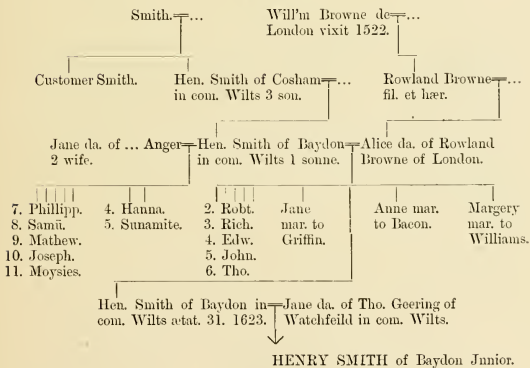 Smith.=...
Will'm Browne de=...
London vixit 1522.
Customer Smith.
Hen. Smith of Cosham=...
in com. Wilts 3 son.
Rowland Browne=...
fil. et hær.
Jane da. of ... Anger=Hen. Smith of Baydon=Alice da. of Rowland
2 wife.
in com. Wilts 1 sonne.
Browne of London.
7. Phillipp.
8. Samū.
9. Mathew.
10. Joseph.
11. Moysies.
4. Hanna.
5. Sunamite.
2. Robt.
3. Rich.
4. Edw.
5. John.
6. Tho.
Jane
mar. to
Griffin.
Anne mar.
to Bacon.
Margery
mar. to
Williams.
Hen. Smith of Baydon in=Jane da. of Tho. Geering of
com. Wilts ætat. 31. 1623.
Watchfeild in com. Wilts.
HENRY SMITH of Baydon Junior.